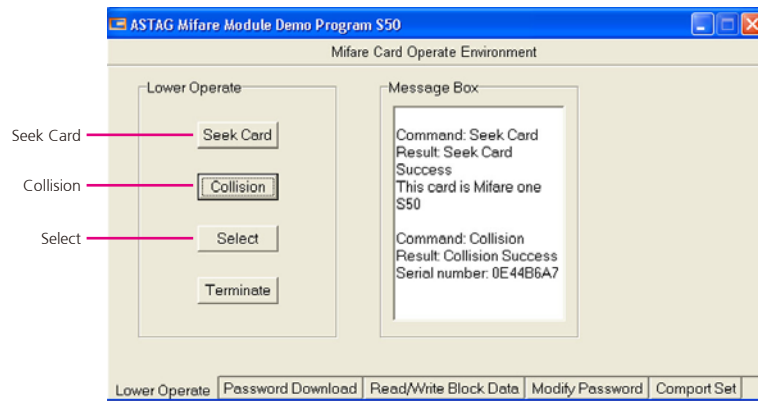 ASTAG Mifare Module Demo Program S50
Mifare Card Operate Environment
Lower Operate
Message Box
Seek Card
Seek Card
Collision
Collision
Select
Select
Terminate
Command: Seek Card
Result: Seek Card
Success
This card is Mifare one
S50
Command: Collision
Result: Collision Success
Serial number: 0E44B6A7
Lower Operate Password Download Read/Write Block Data Modify Password Comport Set